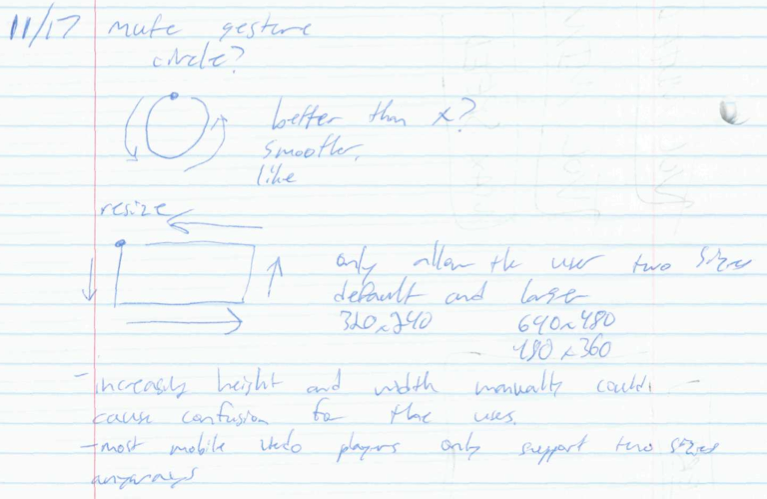 11/17 Mute gesture
circle?
better than x?
smoother,
like
resize
only allow the user two sizes
default and large
320x240 640x480
480x360
- increasing height and width manually could
cause confusion for the user.
- most mobile video players only support two sizes
anyways